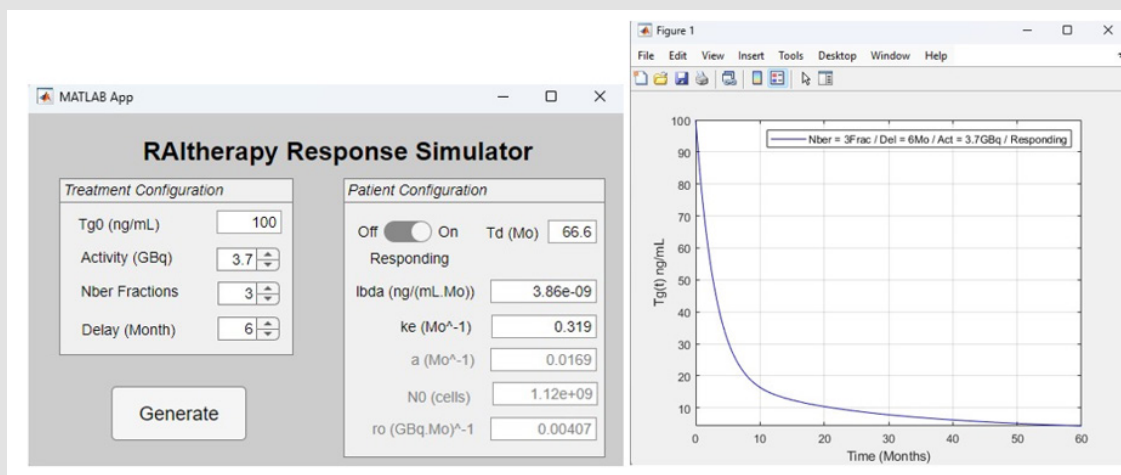 MATLAB App
RAItherapy Response Simulator
Treatment Configuration
Tg0 (ng/mL) 100
Activity (GBq) 3.7
Nber Fractions 3
Delay (Month) 6
Generate
Patient Configuration
Off On Td (Mo) 66.6
Responding
lbda (ng/(mL.Mo)) 3.86e-09
ke (Mo^-1) 0.319
a (Mo^-1) 0.0169
N0 (cells) 1.12e+09
ro (GBq.Mo)^-1 0.00407
Figure 1
File Edit View Insert Tools Desktop Window Help
Nber = 3Frac / Del = 6Mo / Act = 3.7GBq / Responding
Tg(t) ng/mL
100
90
80
70
60
50
40
30
20
10
0 10 20 30 40 50 60
Time (Months)